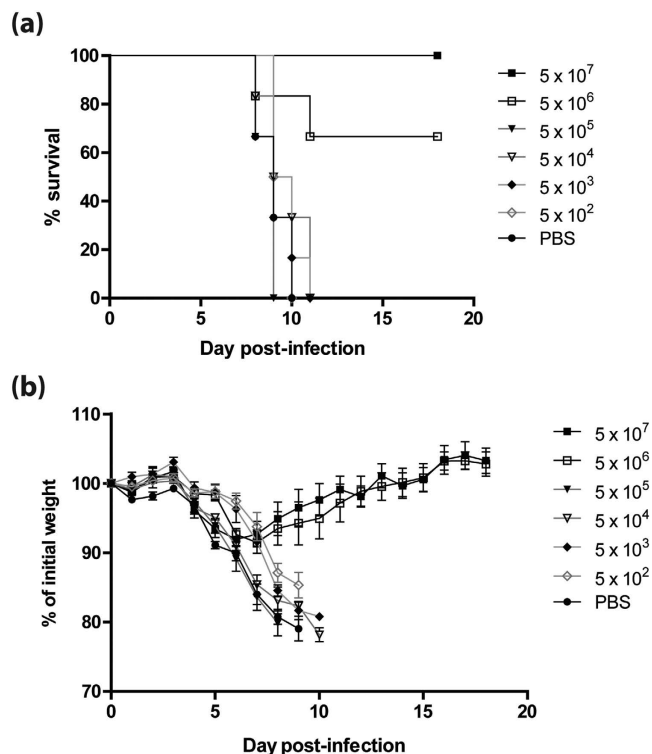 (a)
100
80
60
40
20
0
% survival
0 5 10 15 20
Day post-infection
5 x 10⁷
5 x 10⁶
5 x 10⁵
5 x 10⁴
5 x 10³
5 x 10²
PBS
(b)
110
100
90
80
70
% of initial weight
0 5 10 15 20
Day post-infection
5 x 10⁷
5 x 10⁶
5 x 10⁵
5 x 10⁴
5 x 10³
5 x 10²
PBS